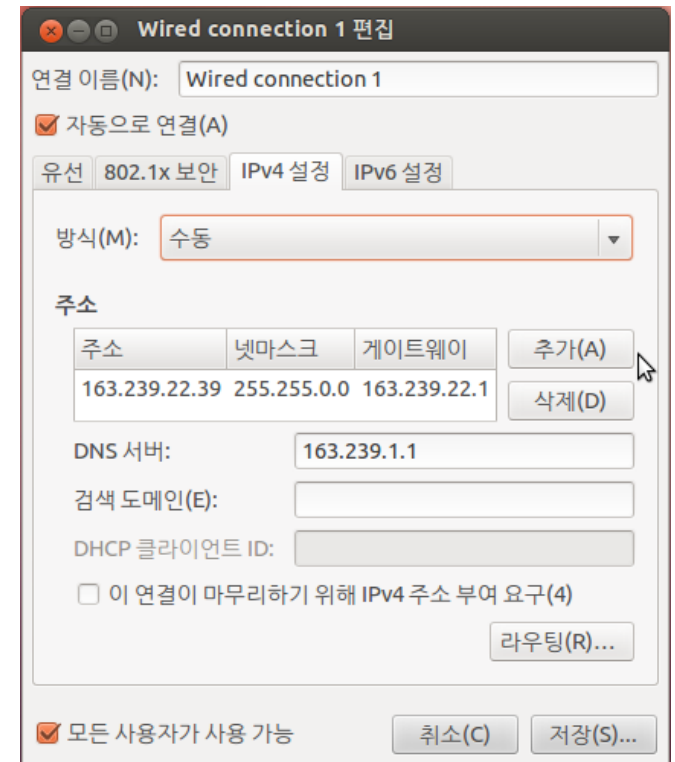 Wired connection 1 편집
연결 이름(N): Wired connection 1
자동으로 연결(A)
유선 802.1x 보안 IPv4 설정 IPv6 설정
방식(M): 수동
주소
주소 넷마스크 게이트웨이 추가(A)
163.239.22.39 255.255.0.0 163.239.22.1 삭제(D)
DNS 서버: 163.239.1.1
검색 도메인(E):
DHCP 클라이언트 ID:
이 연결이 마무리하기 위해 IPv4 주소 부여 요구(4)
라우팅(R)...
모든 사용자가 사용 가능 취소(C) 저장(S)...